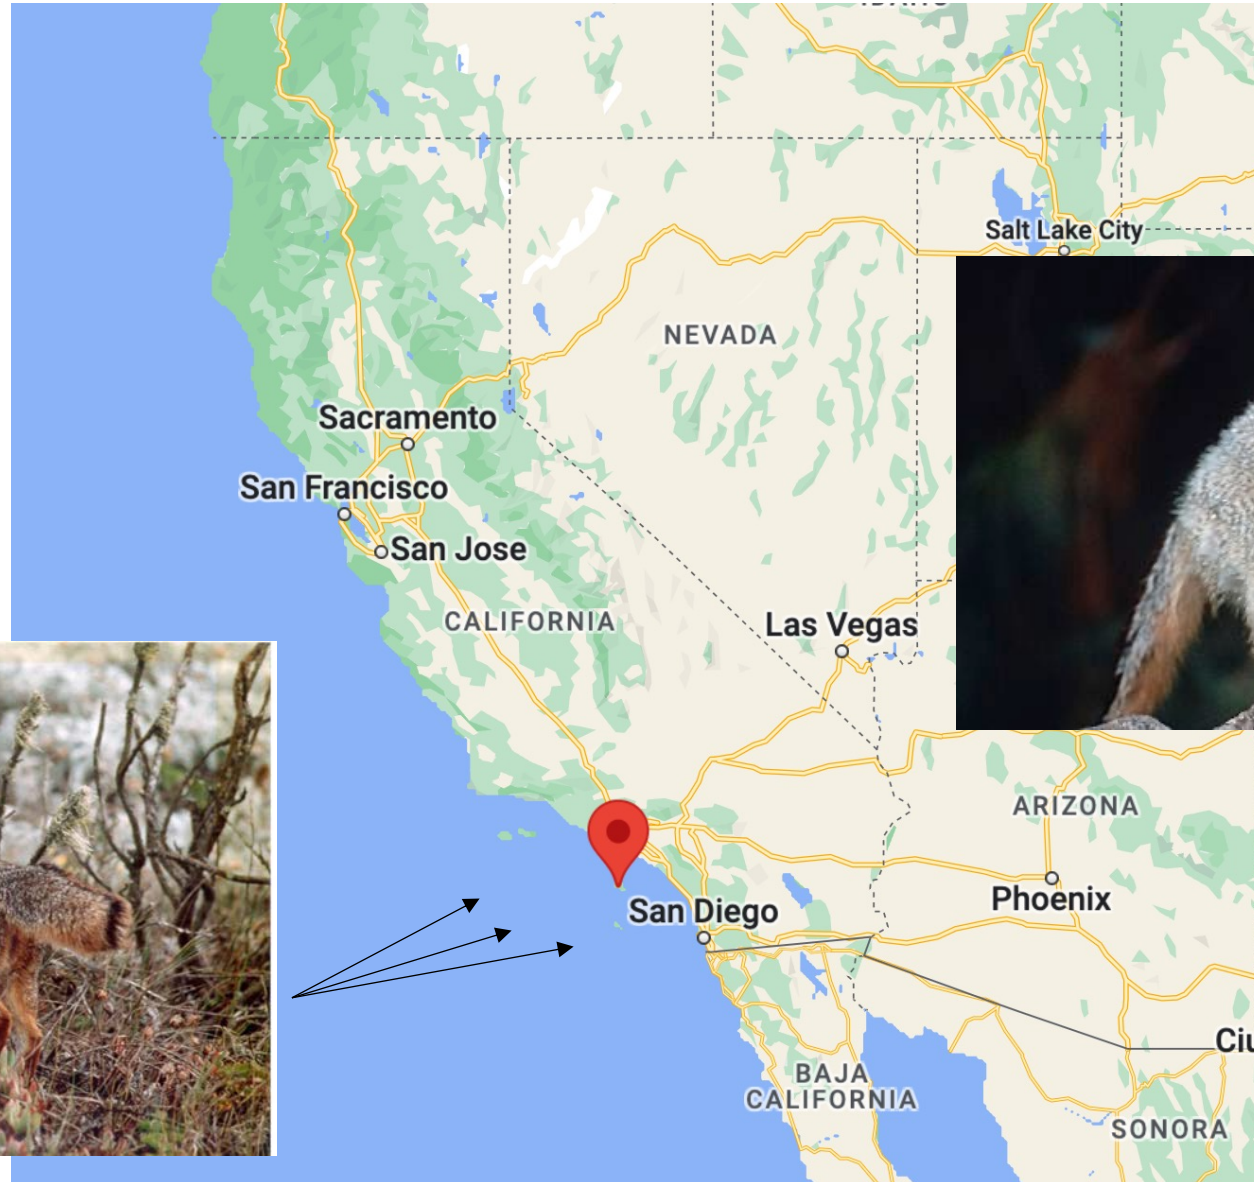 Salt Lake City
NEVADA
Sacramento
San Francisco
San Jose
CALIFORNIA
Las Vegas
ARIZONA
Phoenix
San Diego
BAJA
CALIFORNIA
SONORA